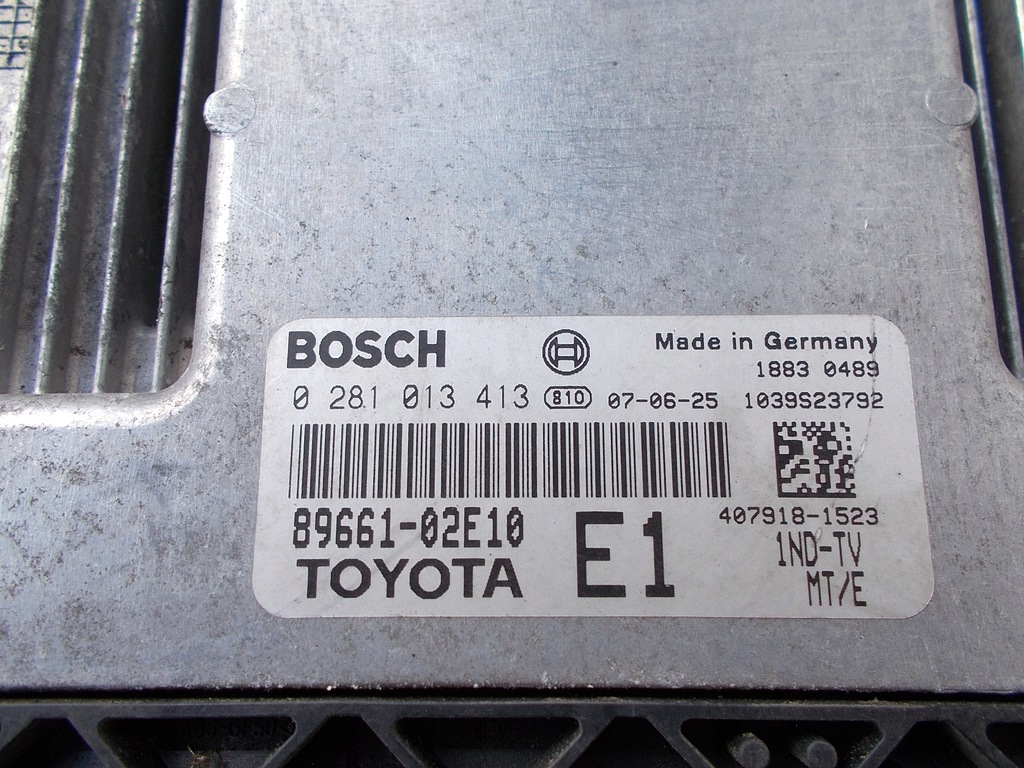 BOSCH
Made in Germany
1883 0489
0 281 013 413 810 07-06-25 1039S23792
407918-1523
89661-02E10
E1
1ND-TV
TOYOTA
MT/E